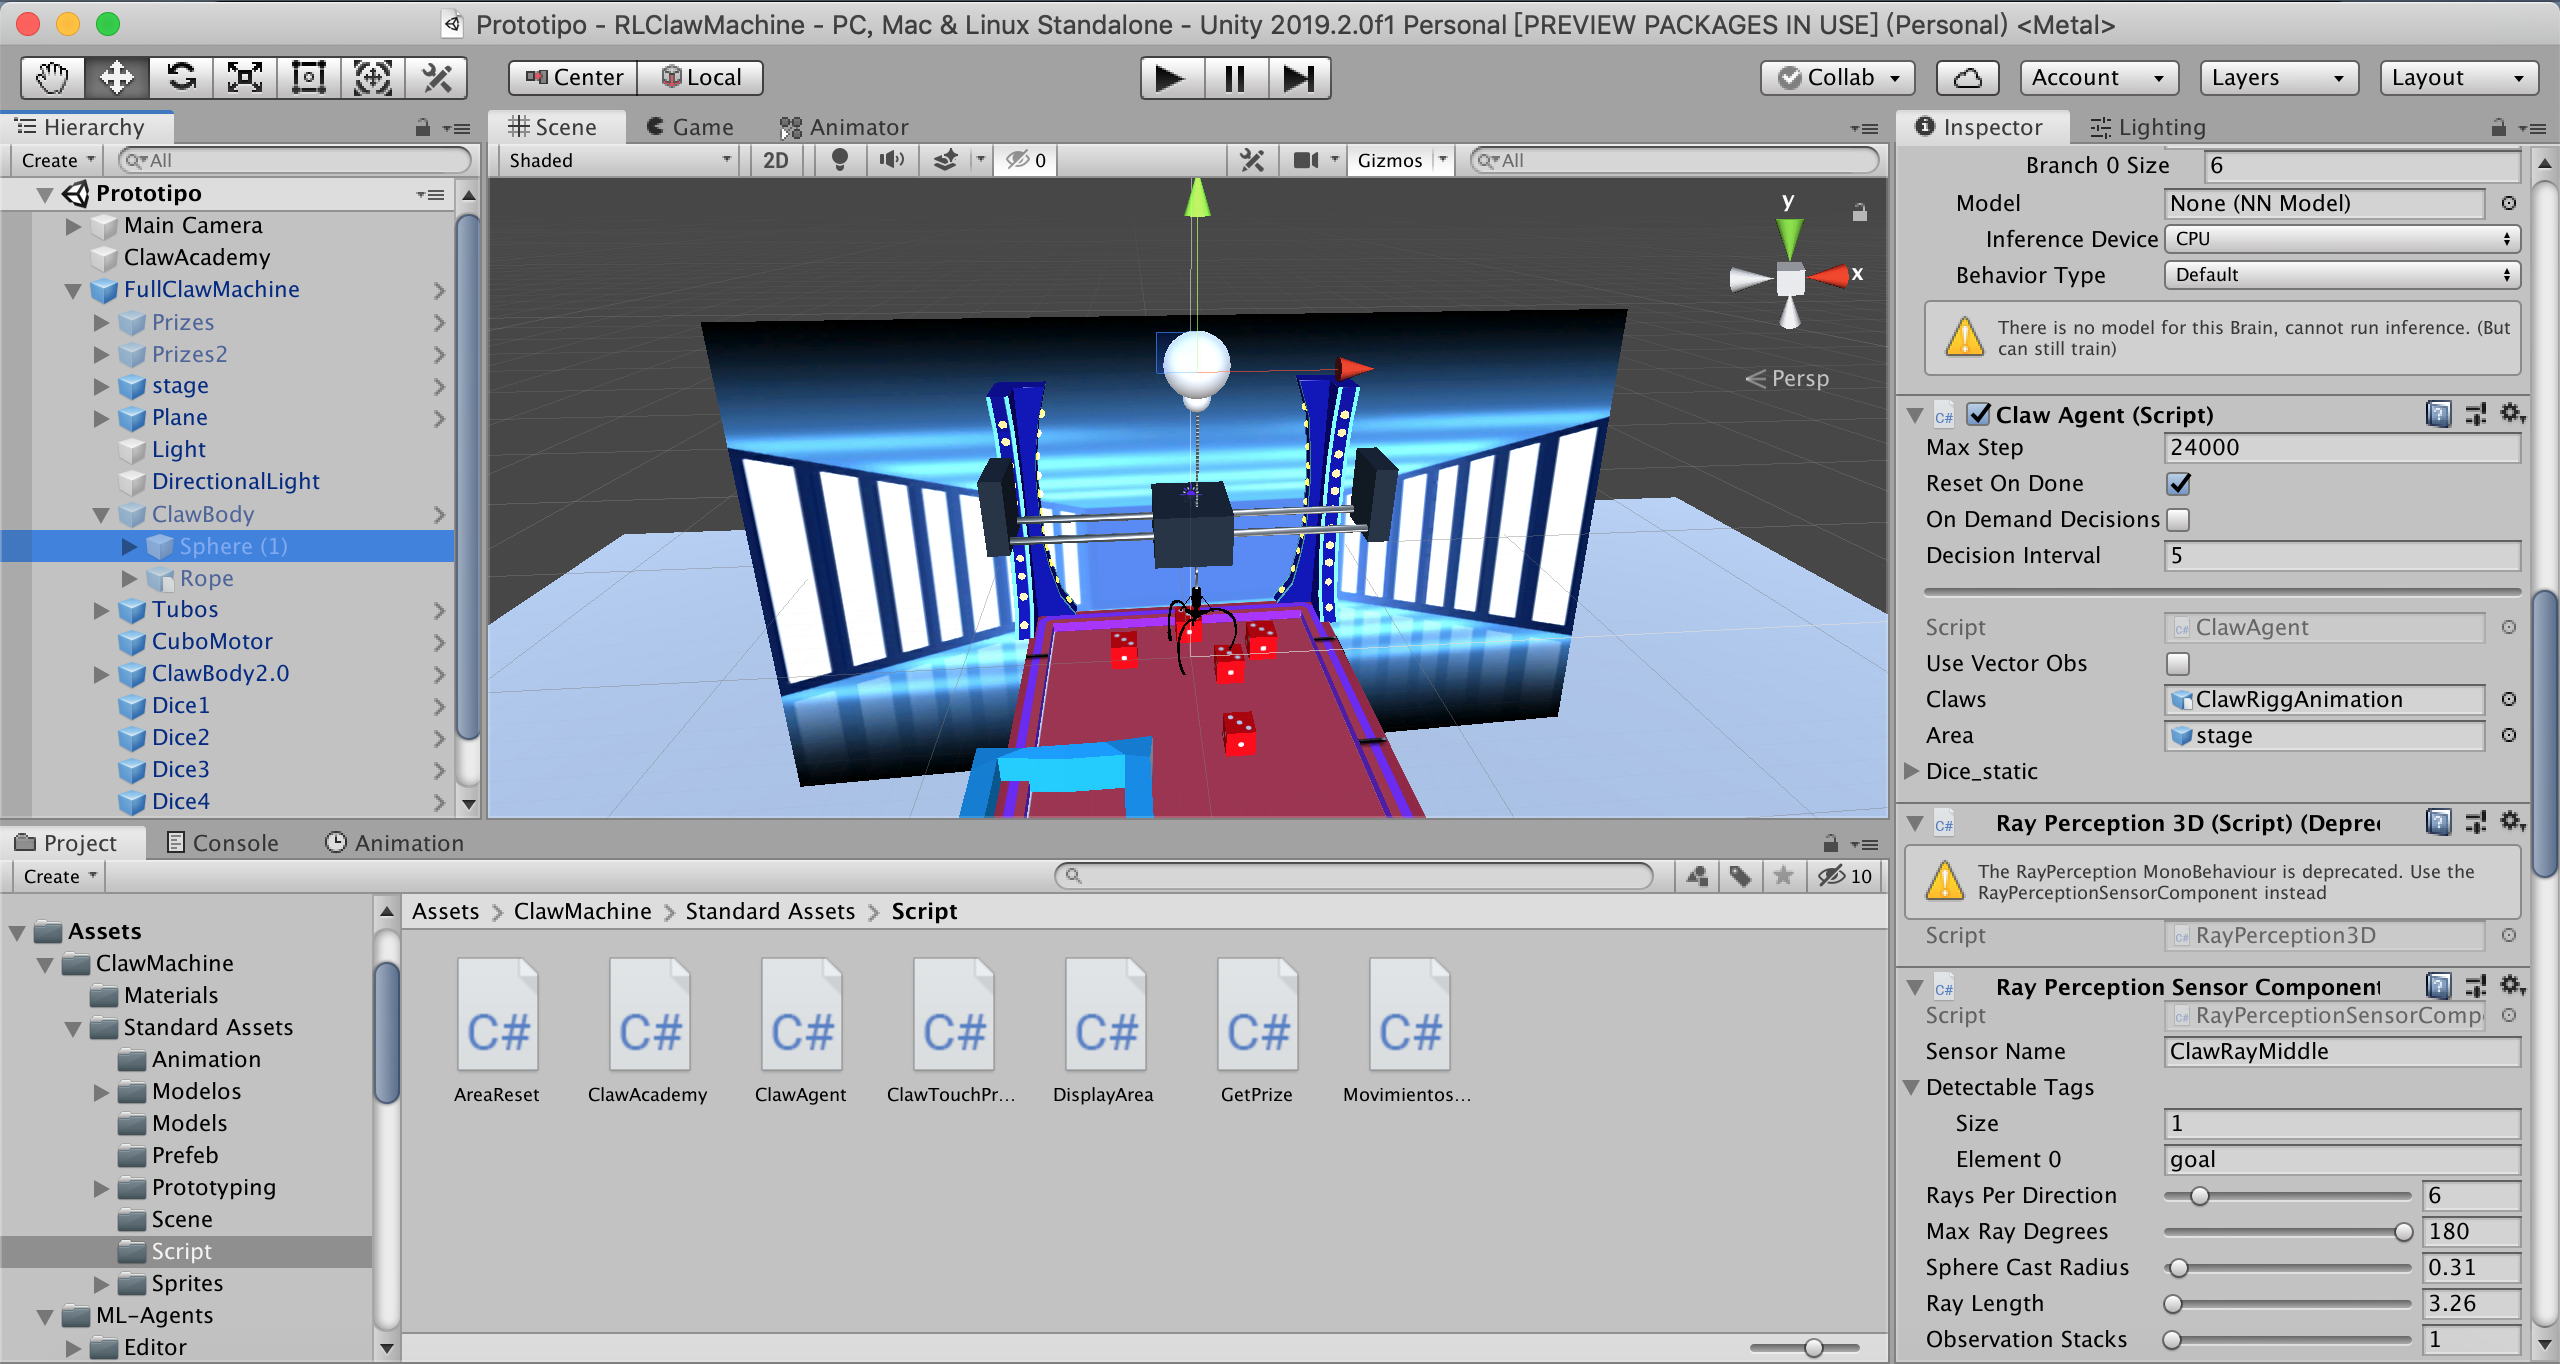 Prototipo - RLClawMachine - PC, Mac & Linux Standalone - Unity 2019.2.0f1 Personal [PREVIEW PACKAGES IN USE] (Personal) <Metal>
Center Local
Collab Account Layers Layout
Hierarchy
Create All
Prototipo
Main Camera
ClawAcademy
FullClawMachine
Prizes
Prizes2
stage
Plane
Light
DirectionalLight
ClawBody
Sphere (1)
Rope
Tubos
CuboMotor
ClawBody2.0
Dice1
Dice2
Dice3
Dice4
Scene Game Animator
Shaded 2D 0 Gizmos All
y
x
Persp
Inspector Lighting
Branch 0 Size 6
Model None (NN Model)
Inference Device CPU
Behavior Type Default
There is no model for this Brain, cannot run inference. (But
can still train)
C# Claw Agent (Script)
Max Step 24000
Reset On Done
On Demand Decisions
Decision Interval 5
Script C# ClawAgent
Use Vector Obs
Claws ClawRiggAnimation
Area stage
Dice_static
C# Ray Perception 3D (Script) (Depre
The RayPerception MonoBehaviour is deprecated. Use the
RayPerceptionSensorComponent instead
Script C# RayPerception3D
C# Ray Perception Sensor Component
Script C# RayPerceptionSensorComp
Sensor Name ClawRayMiddle
Detectable Tags
Size 1
Element 0 goal
Rays Per Direction 6
Max Ray Degrees 180
Sphere Cast Radius 0.31
Ray Length 3.26
Observation Stacks 1
Project Console Animation
Create
10
Assets
ClawMachine
Materials
Standard Assets
Animation
Modelos
Models
Prefeb
Prototyping
Scene
Script
Sprites
ML-Agents
Editor
Assets > ClawMachine > Standard Assets > Script
C# C# C# C# C# C# C#
AreaReset ClawAcademy ClawAgent ClawTouchPr... DisplayArea GetPrize Movimientos...